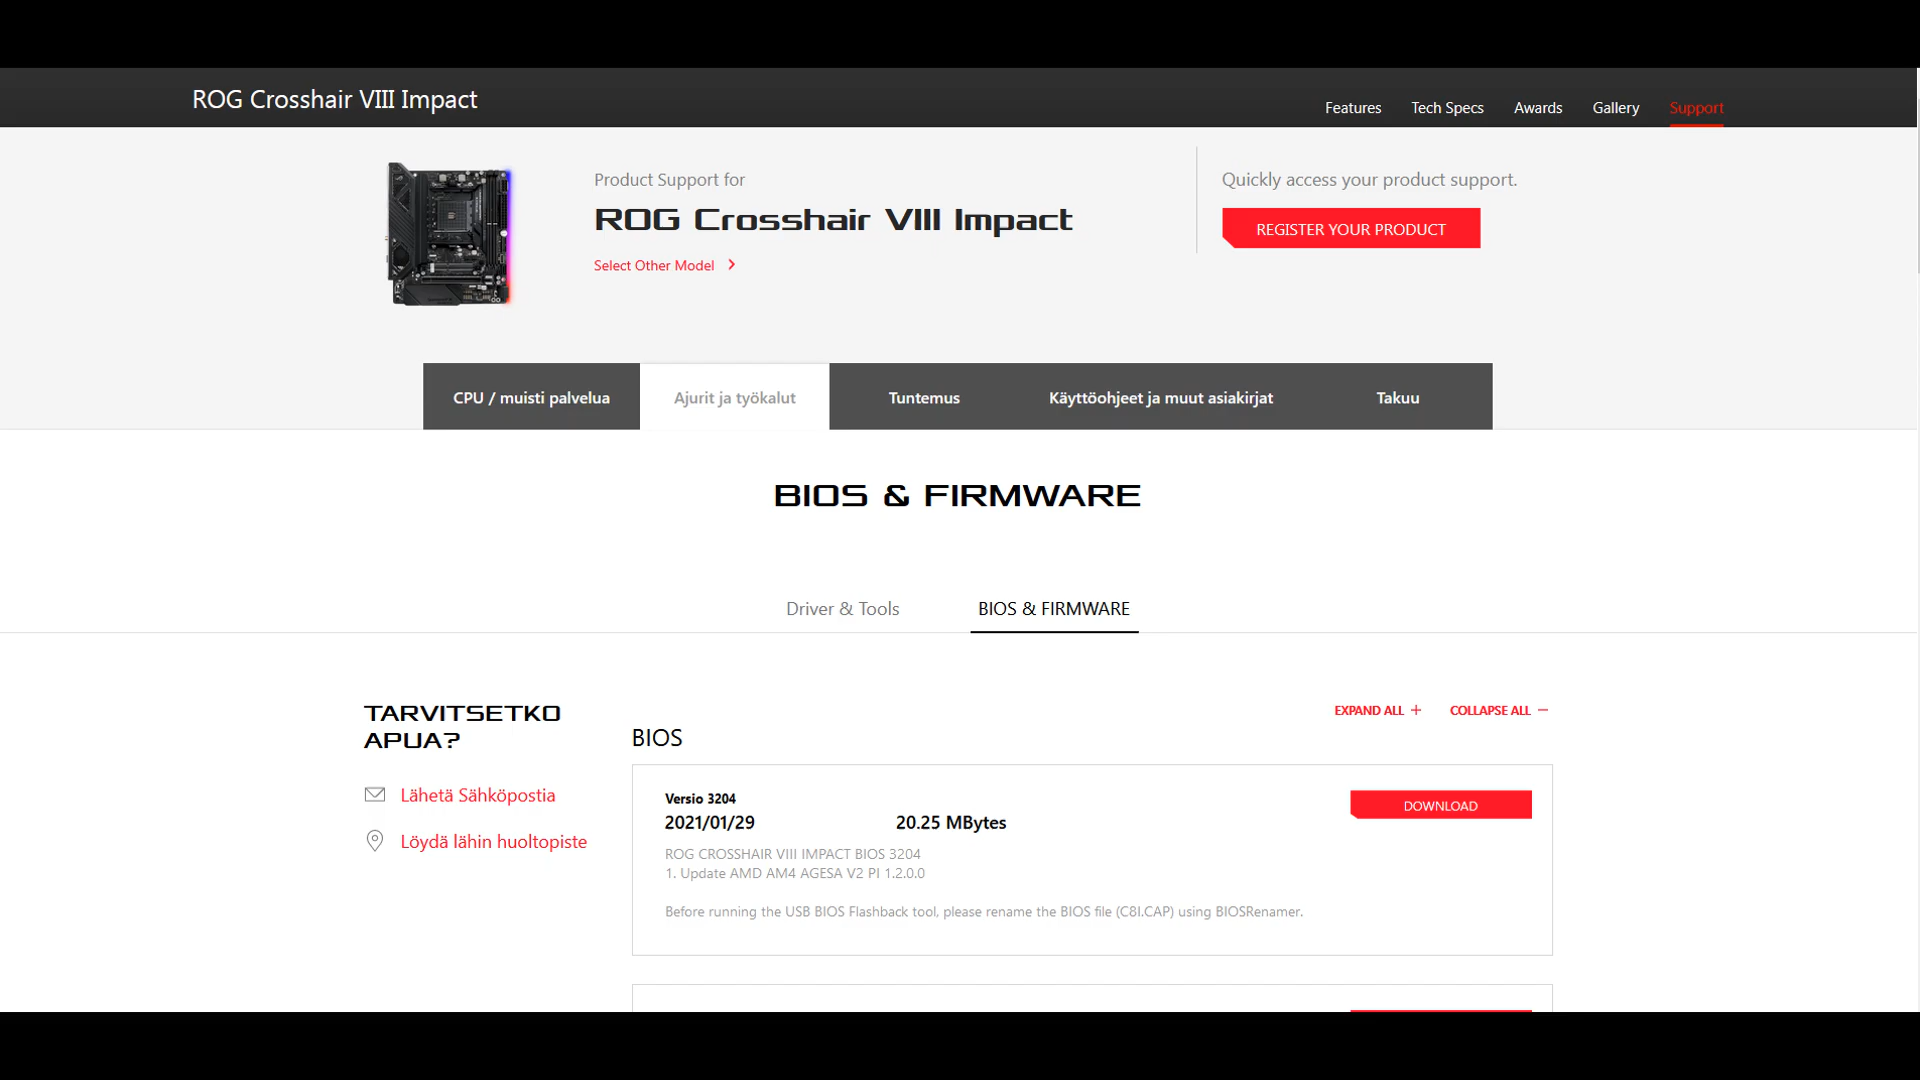 ROG Crosshair VIII Impact
Features Tech Specs Awards Gallery Support
Product Support for
ROG Crosshair VIII Impact
Select Other Model
Quickly access your product support.
REGISTER YOUR PRODUCT
CPU / muisti palvelua Ajurit ja työkalut Tuntemus Käyttöohjeet ja muut asiakirjat Takuu
BIOS & FIRMWARE
Driver & Tools BIOS & FIRMWARE
TARVITSETKO
APUA?
Lähetä Sähköpostia
Löydä lähin huoltopiste
EXPAND ALL + COLLAPSE ALL −
BIOS
Versio 3204
2021/01/29 20.25 MBytes
DOWNLOAD
ROG CROSSHAIR VIII IMPACT BIOS 3204
1. Update AMD AM4 AGESA V2 PI 1.2.0.0
Before running the USB BIOS Flashback tool, please rename the BIOS file (C8I.CAP) using BIOSRenamer.